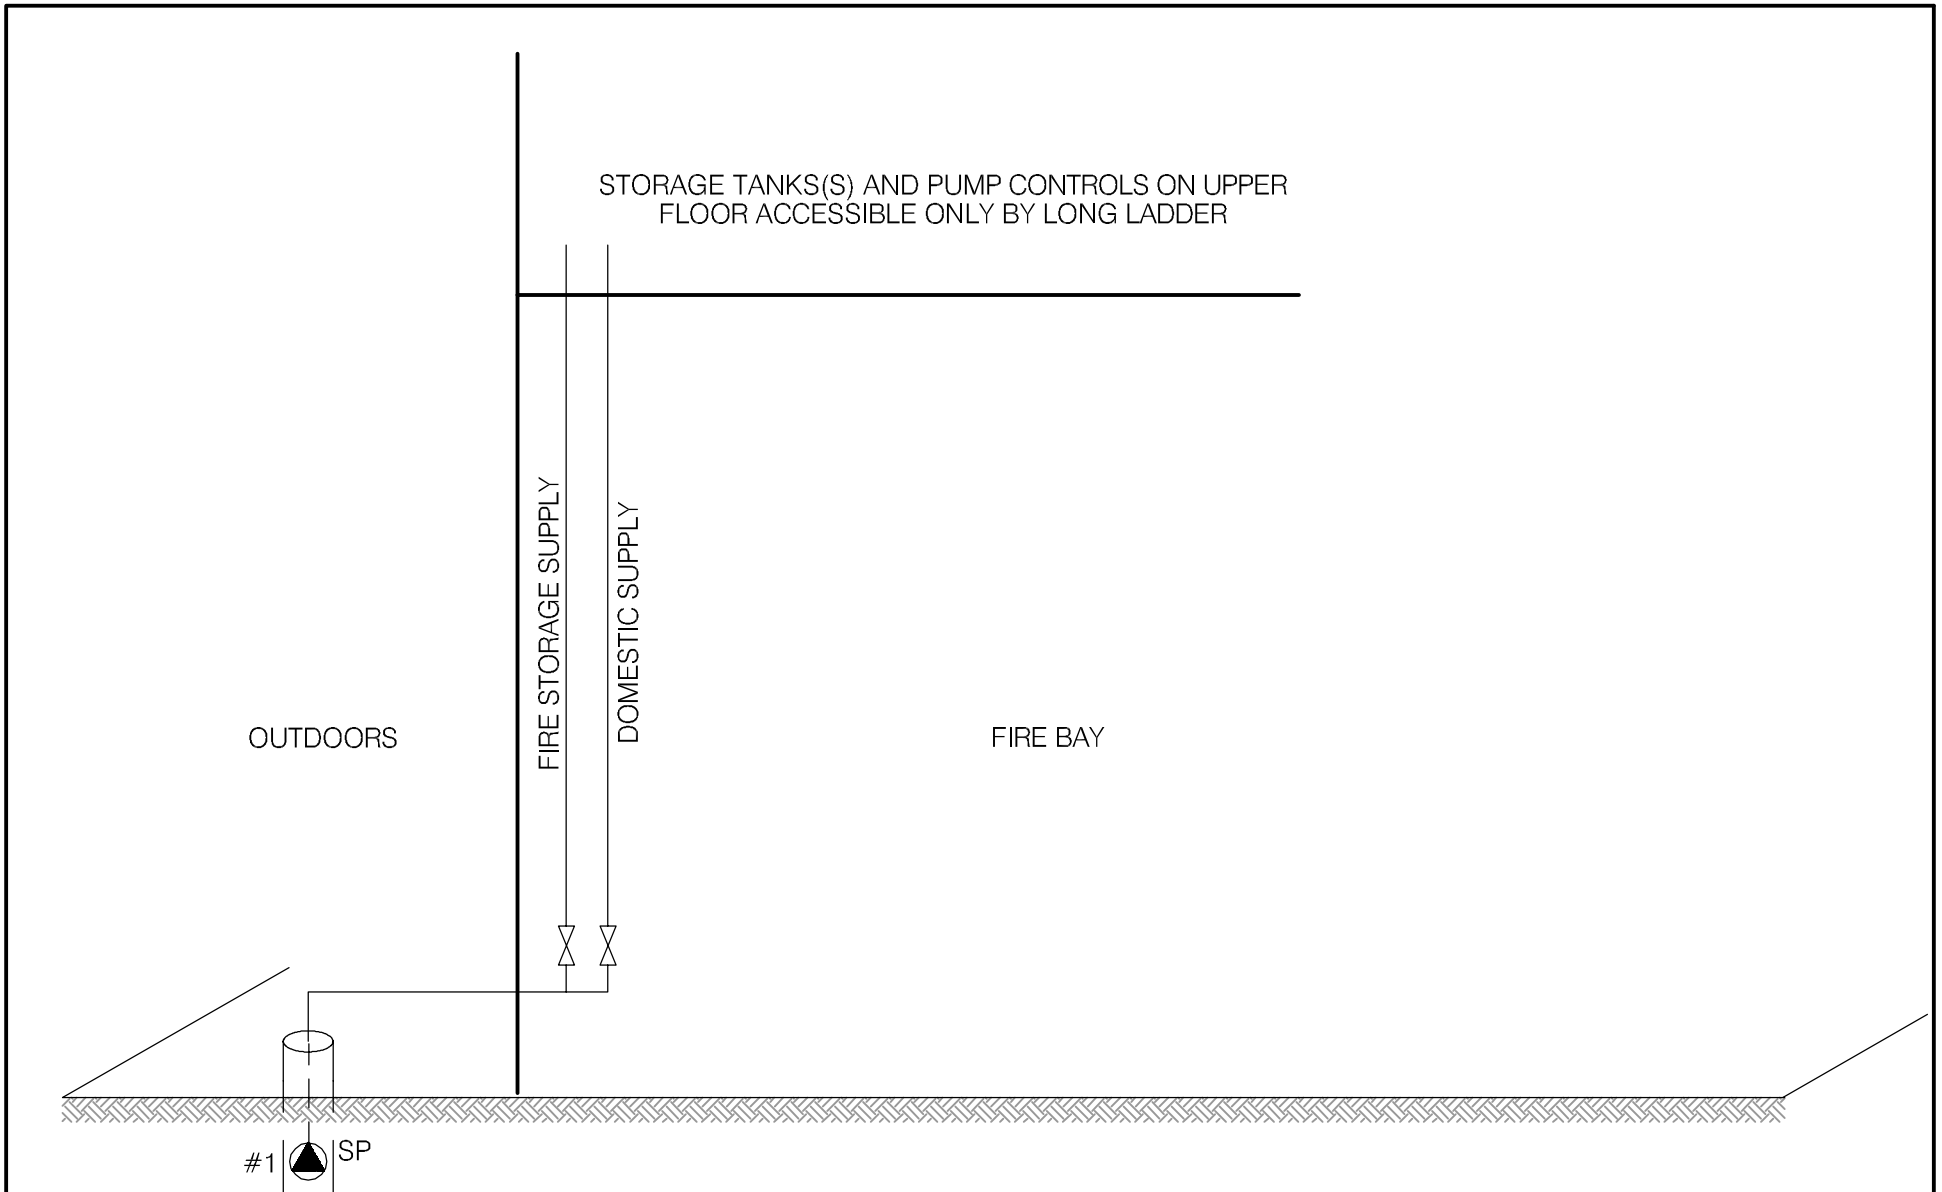 STORAGE TANKS(S) AND PUMP CONTROLS ON UPPER
FLOOR ACCESSIBLE ONLY BY LONG LADDER
FIRE STORAGE SUPPLY
DOMESTIC SUPPLY
OUTDOORS
FIRE BAY
#1
SP